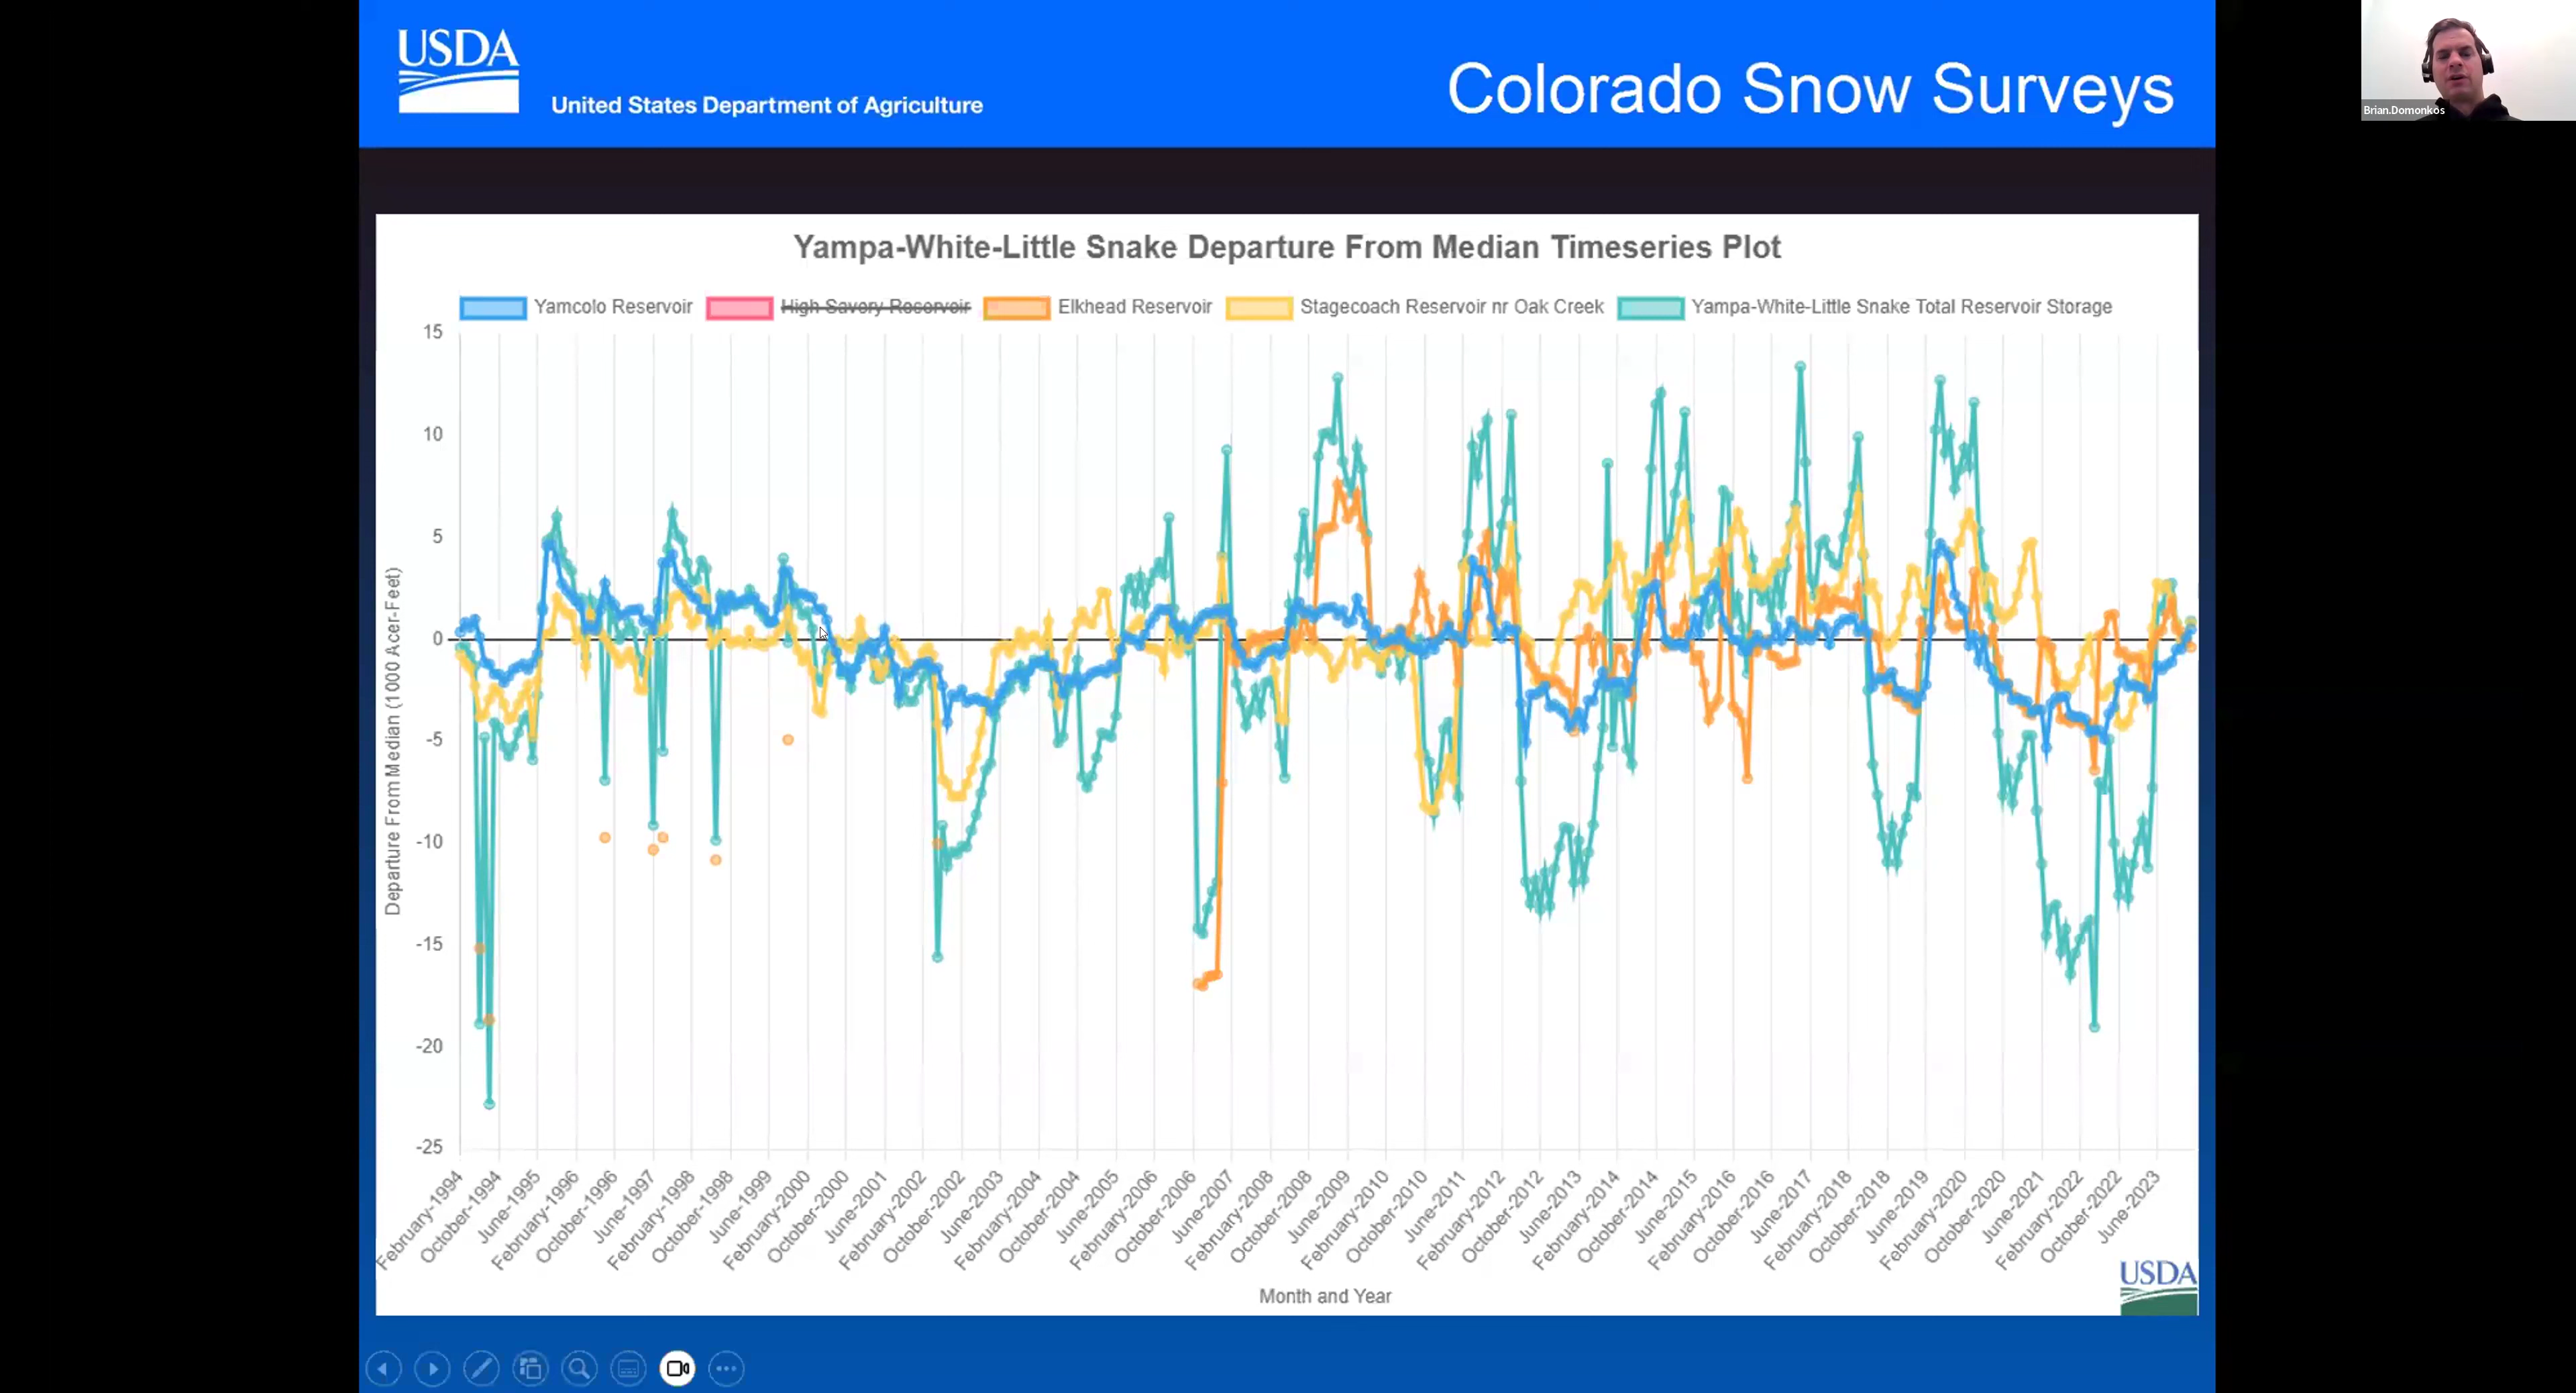 USDA
United States Department of Agriculture
Colorado Snow Surveys
Brian.Domonkos
Yampa-White-Little Snake Departure From Median Timeseries Plot
Yamcolo Reservoir High Savery Reservoir Elkhead Reservoir Stagecoach Reservoir nr Oak Creek Yampa-White-Little Snake Total Reservoir Storage
Departure From Median (1000 Acer-Feet)
15
10
5
0
-5
-10
-15
-20
-25
February-1994
October-1994
June-1995
February-1996
October-1996
June-1997
February-1998
October-1998
June-1999
February-2000
October-2000
June-2001
February-2002
October-2002
June-2003
February-2004
October-2004
June-2005
February-2006
October-2006
June-2007
February-2008
October-2008
June-2009
February-2010
October-2010
June-2011
February-2012
October-2012
June-2013
February-2014
October-2014
June-2015
February-2016
October-2016
June-2017
February-2018
October-2018
June-2019
February-2020
October-2020
June-2021
February-2022
October-2022
June-2023
Month and Year
USDA